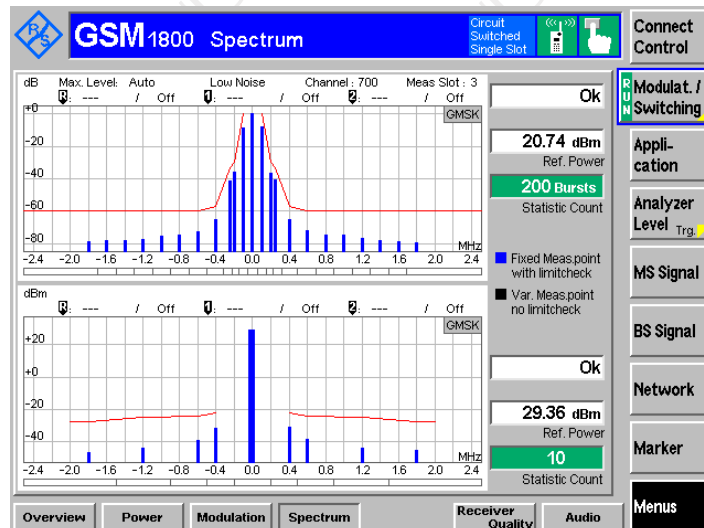 R S
GSM 1800 Spectrum
Circuit
Switched
Single Slot
Connect
Control
dB Max. Level: Auto Low Noise Channel : 700 Meas Slot : 3
R: --- / Off 1: --- / Off 2: --- / Off
GMSK
+0
-20
-40
-60
-80
MHz
-2.4 -2.0 -1.6 -1.2 -0.8 -0.4 0.0 0.4 0.8 1.2 1.6 2.0 2.4
Ok
20.74 dBm
Ref. Power
200 Bursts
Statistic Count
Fixed Meas.point
with limitcheck
Var. Meas.point
no limitcheck
dBm
R: --- / Off 1: --- / Off 2: --- / Off
GMSK
+20
+0
-20
-40
MHz
-2.4 -2.0 -1.6 -1.2 -0.8 -0.4 0.0 0.4 0.8 1.2 1.6 2.0 2.4
Ok
29.36 dBm
Ref. Power
10
Statistic Count
RUN
Modulat. /
Switching
Appli-
cation
Analyzer
Level Trg.
MS Signal
BS Signal
Network
Marker
Menus
Overview Power Modulation Spectrum Receiver Quality Audio